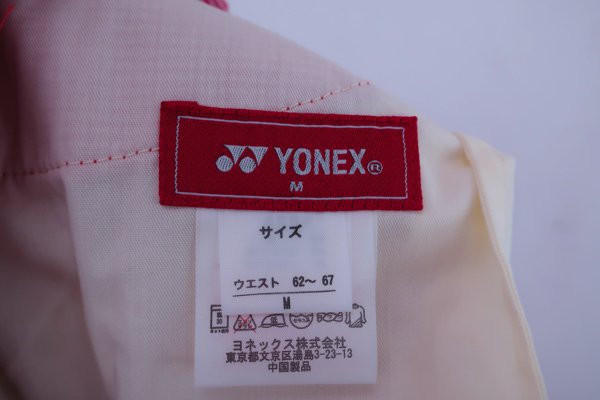 YONEX®
M
サイズ
ウエスト 62～ 67
M
ヨネックス株式会社
東京都文京区湯島3-23-13
中国製品